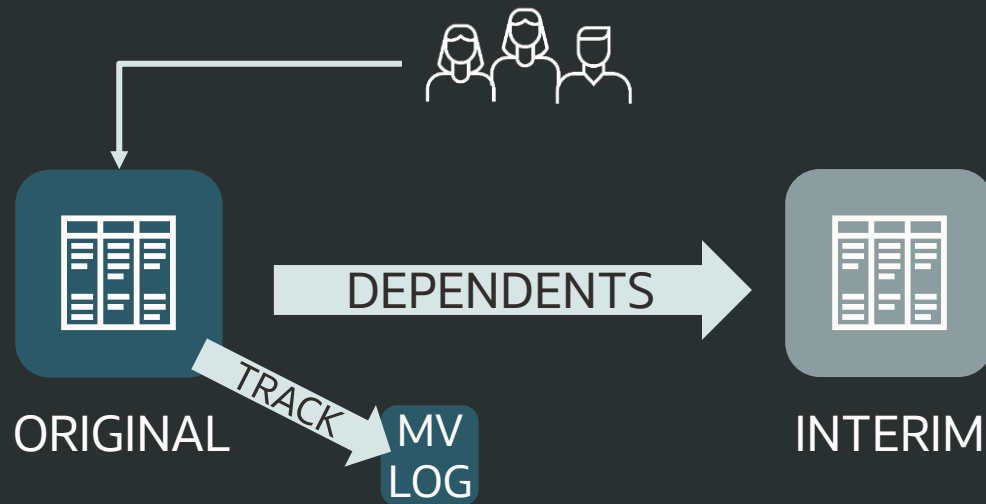 DEPENDENTS
TRACK
ORIGINAL
MV
LOG
INTERIM